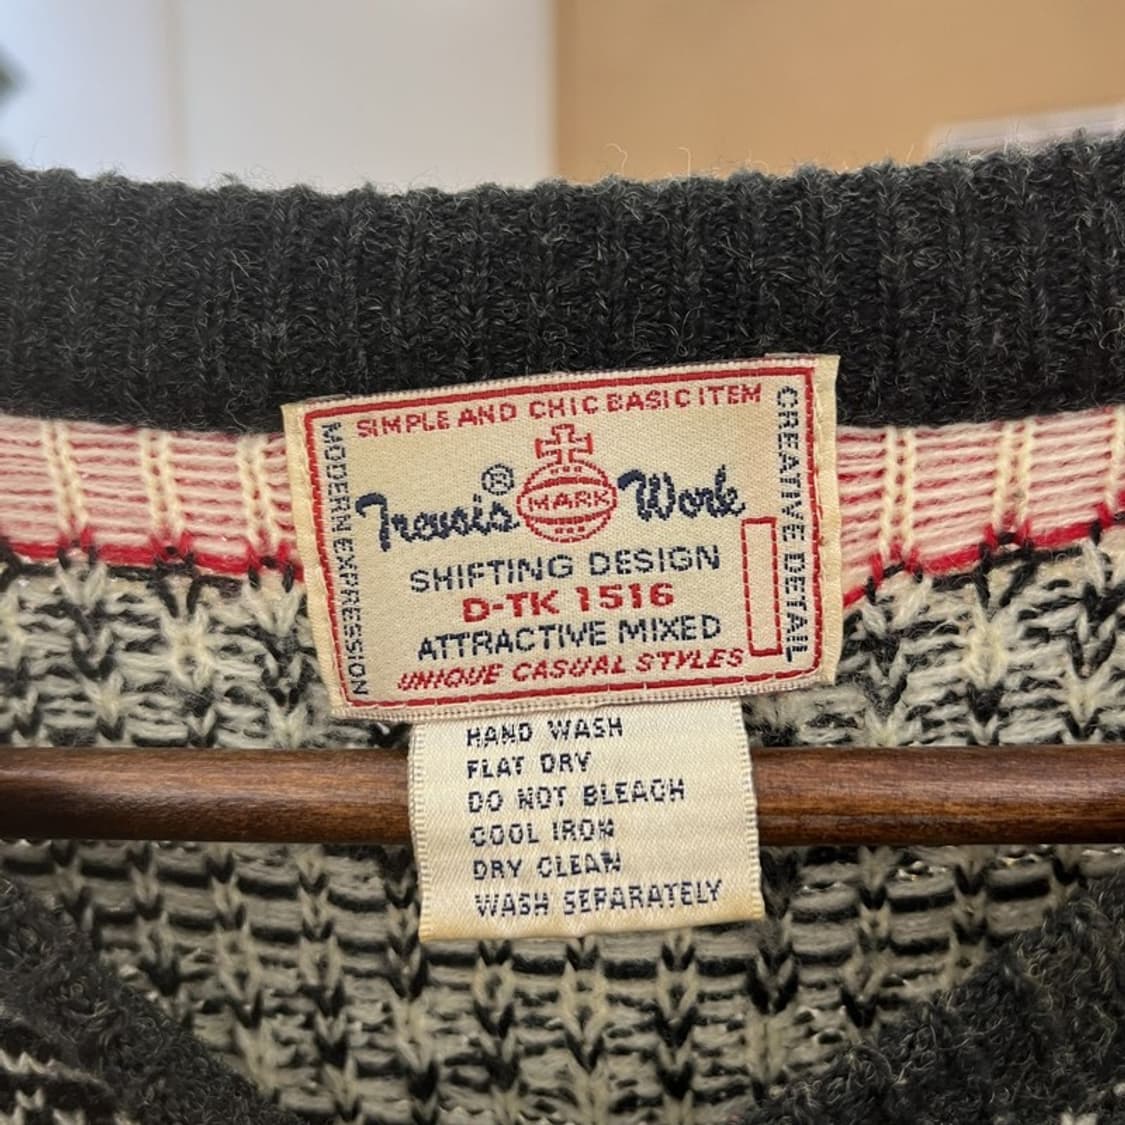 SIMPLE AND CHIC BASIC ITEM
MODERN EXPRESSION
CREATIVE DETAIL
Travis® MARK Work
SHIFTING DESIGN
D-TK 1516
ATTRACTIVE MIXED
UNIQUE CASUAL STYLES
HAND WASH
FLAT DRY
DO NOT BLEACH
COOL IRON
DRY CLEAN
WASH SEPARATELY